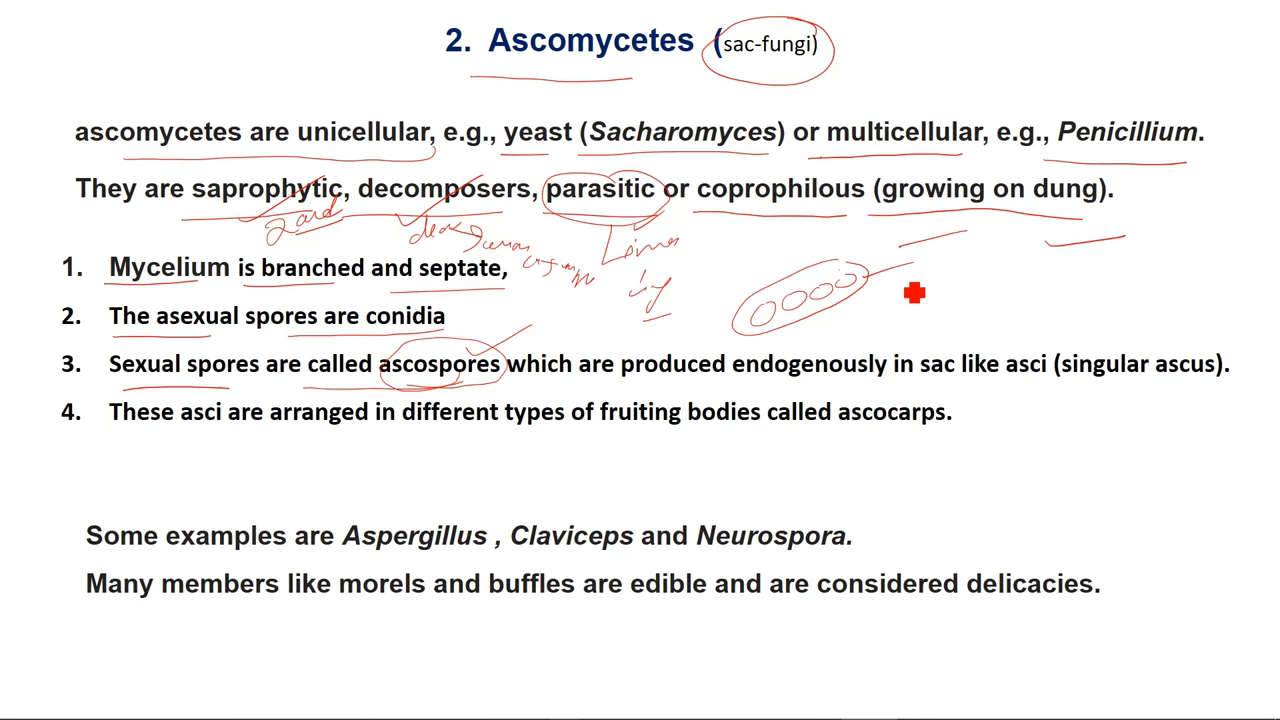 2. Ascomycetes (sac-fungi)
ascomycetes are unicellular, e.g., yeast (Sacharomyces) or multicellular, e.g., Penicillium.
They are saprophytic, decomposers, parasitic or coprophilous (growing on dung).
1. Mycelium is branched and septate,
2. The asexual spores are conidia
3. Sexual spores are called ascospores which are produced endogenously in sac like asci (singular ascus).
4. These asci are arranged in different types of fruiting bodies called ascocarps.
Some examples are Aspergillus , Claviceps and Neurospora.
Many members like morels and buffles are edible and are considered delicacies.